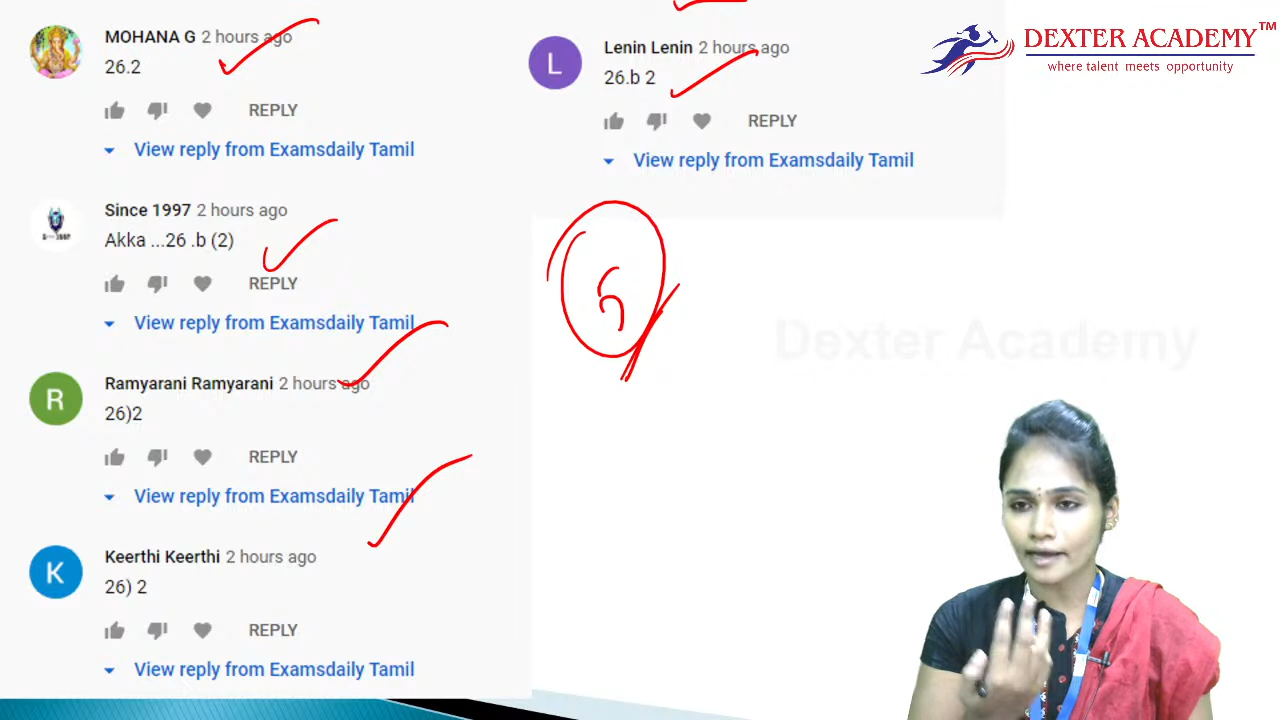 MOHANA G 2 hours ago
26.2
REPLY
View reply from Examsdaily Tamil
Since 1997 2 hours ago
Akka ...26 .b (2)
REPLY
View reply from Examsdaily Tamil
Ramyarani Ramyarani 2 hours ago
26)2
REPLY
View reply from Examsdaily Tamil
Keerthi Keerthi 2 hours ago
26) 2
REPLY
View reply from Examsdaily Tamil
L
Lenin Lenin 2 hours ago
26.b 2
REPLY
View reply from Examsdaily Tamil
R
K
DEXTER ACADEMY™
where talent meets opportunity
Dexter Academy